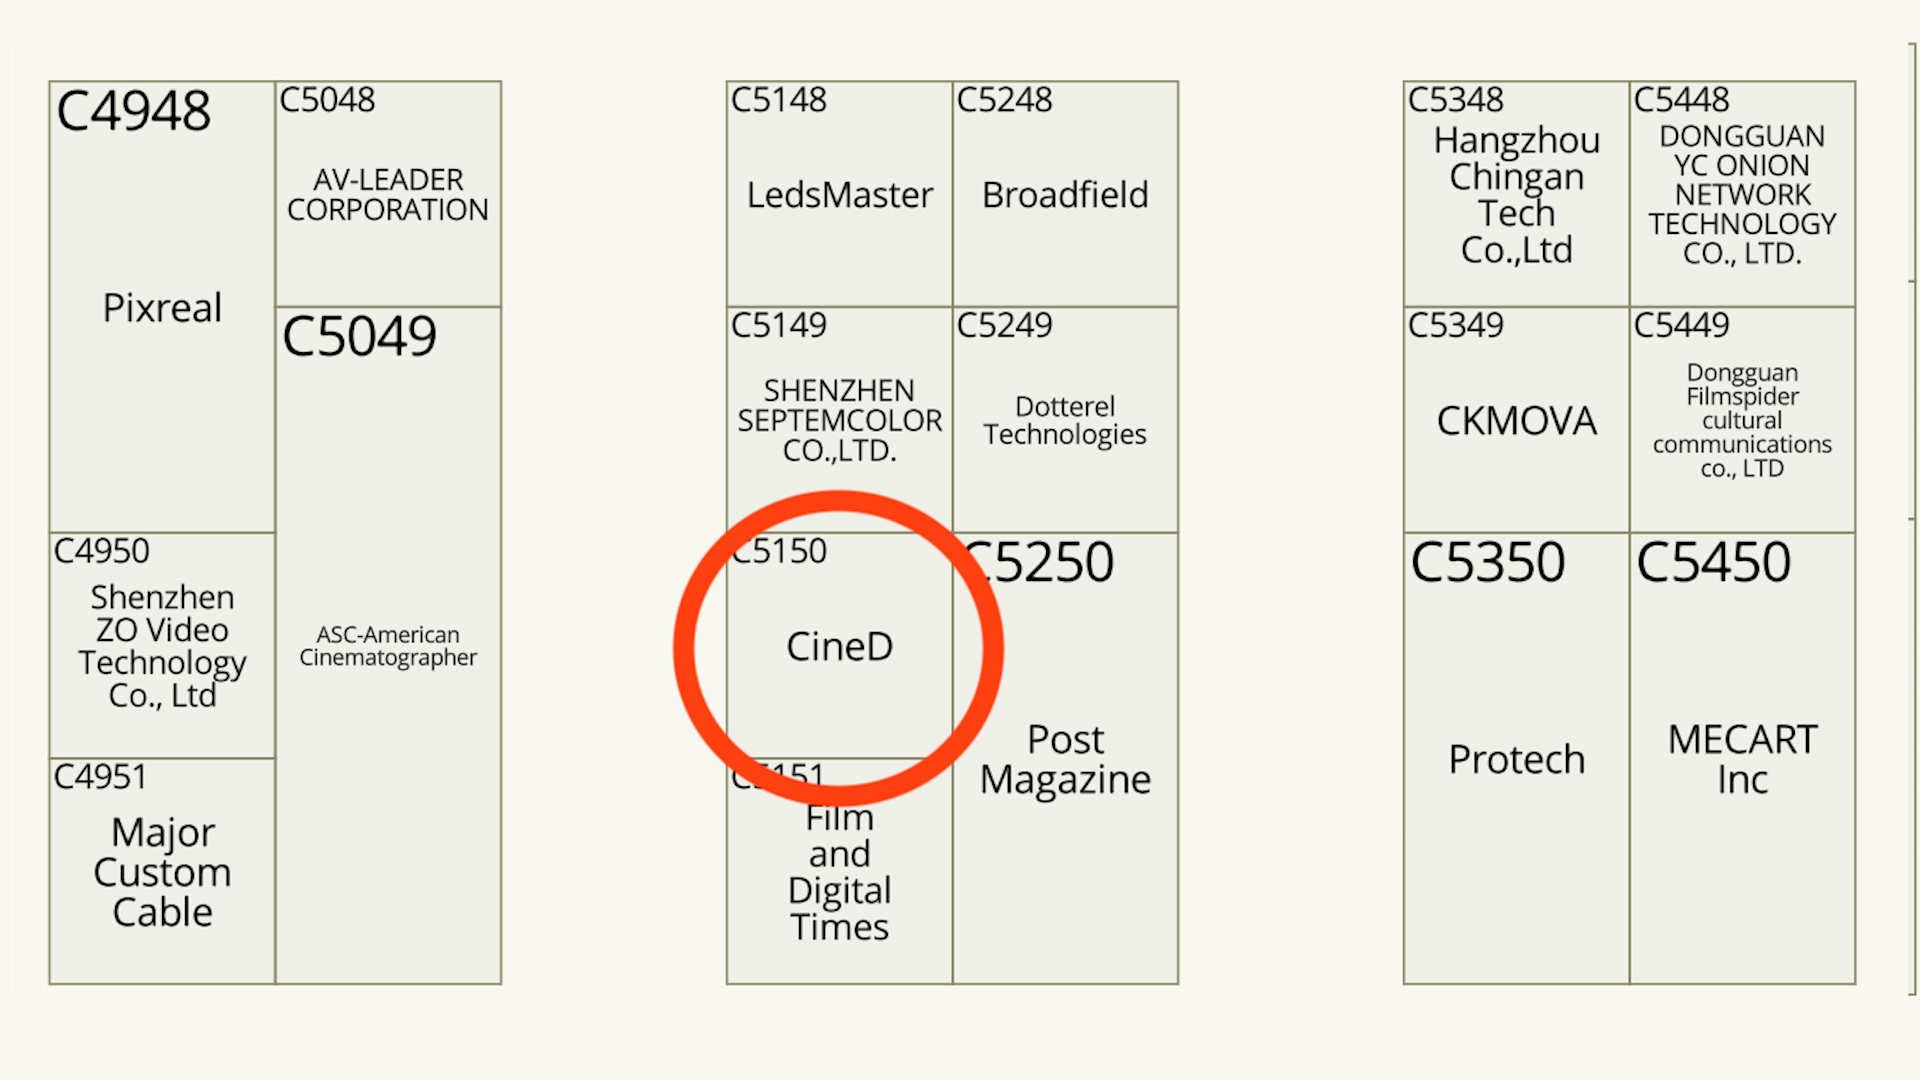 C4948
Pixreal
C5048
AV-LEADER
CORPORATION
C5049
ASC-American
Cinematographer
C4950
Shenzhen
ZO Video
Technology
Co., Ltd
C4951
Major
Custom
Cable
C5148
LedsMaster
C5248
Broadfield
C5149
SHENZHEN
SEPTEMCOLOR
CO.,LTD.
C5249
Dotterel
Technologies
C5150
CineD
C5250
Post
Magazine
C5151
Film
and
Digital
Times
C5348
Hangzhou
Chingan
Tech
Co.,Ltd
C5448
DONGGUAN
YC ONION
NETWORK
TECHNOLOGY
CO., LTD.
C5349
CKMOVA
C5449
Dongguan
Filmspider
cultural
communications
co., LTD
C5350
Protech
C5450
MECART
Inc